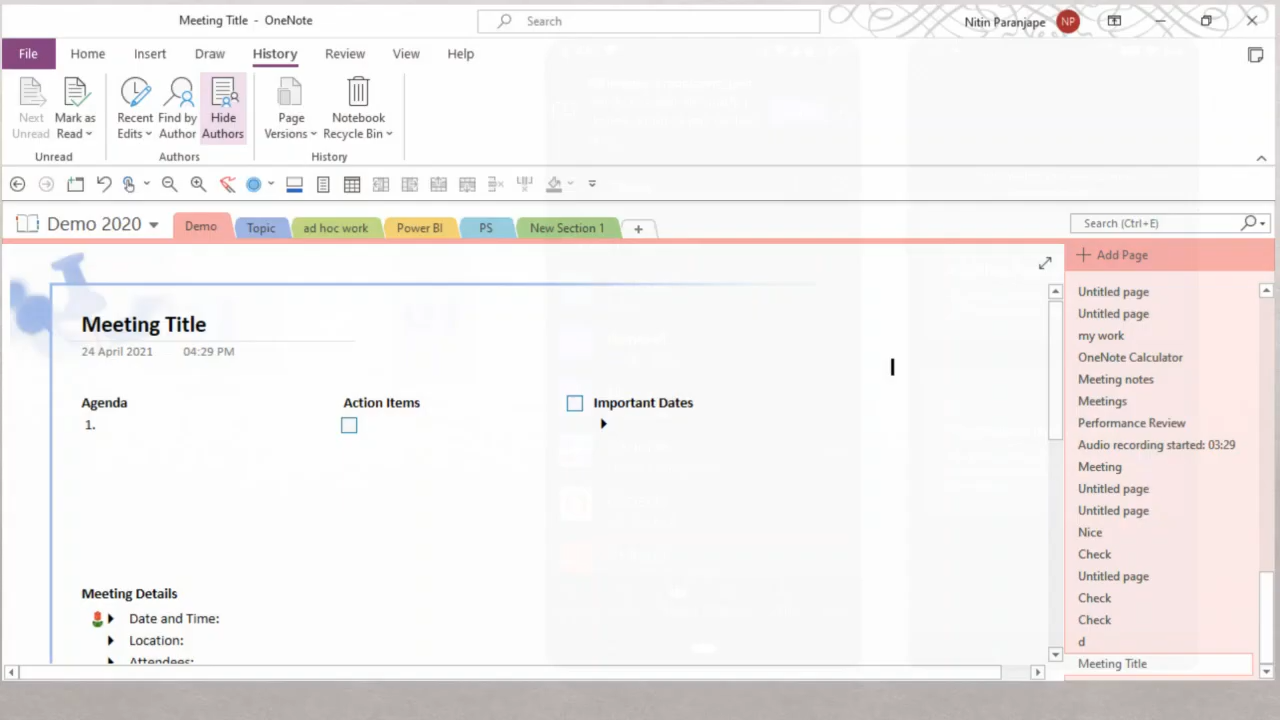 Meeting Title - OneNote
Search
Nitin Paranjape NP
File Home Insert Draw History Review View Help
Next Unread
Mark as Read
Recent Edits
Find by Author
Hide Authors
Page Versions
Notebook Recycle Bin
Unread
Authors
History
Demo 2020
Demo
Topic
ad hoc work
Power BI
PS
New Section 1
+
Search (Ctrl+E)
Add Page
Meeting Title
24 April 2021 04:29 PM
Agenda
1.
Action Items
Important Dates
Meeting Details
Date and Time:
Location:
Attendees:
Untitled page
Untitled page
my work
OneNote Calculator
Meeting notes
Meetings
Performance Review
Audio recording started: 03:29
Meeting
Untitled page
Untitled page
Nice
Check
Untitled page
Check
Check
d
Meeting Title